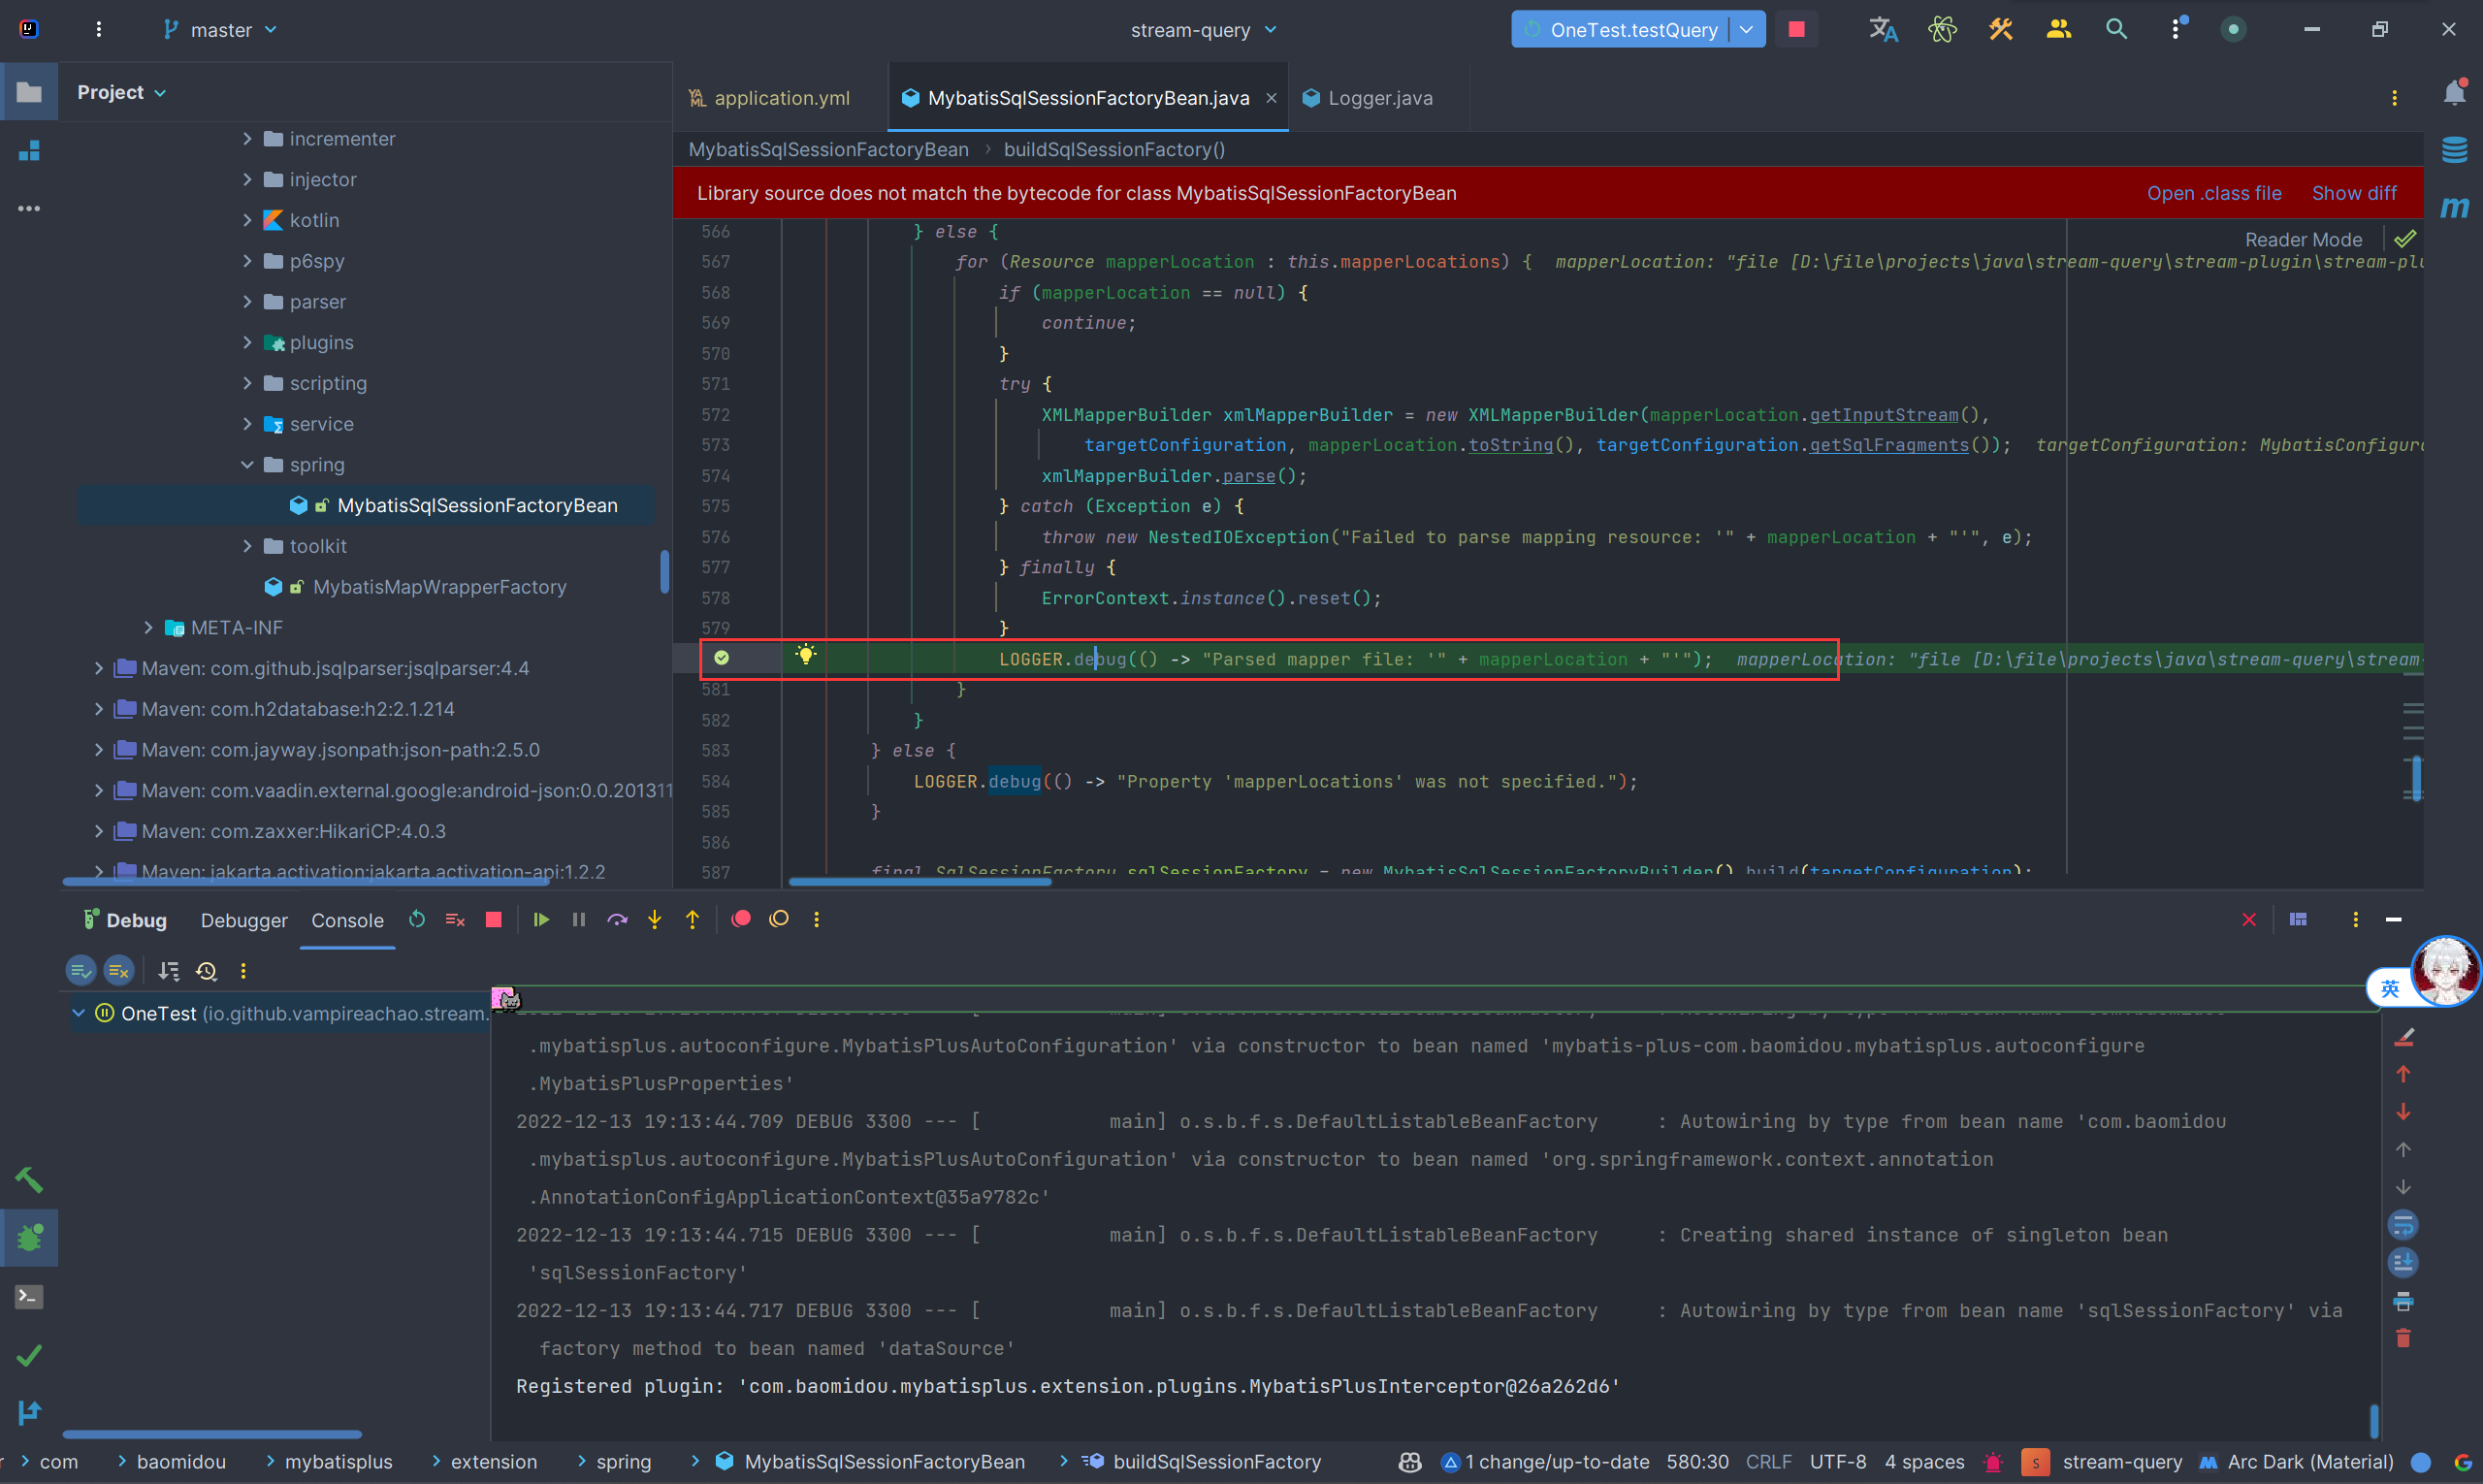 master
stream-query
OneTest.testQuery
Project
application.yml
MybatisSqlSessionFactoryBean.java
Logger.java
MybatisSqlSessionFactoryBean › buildSqlSessionFactory()
Library source does not match the bytecode for class MybatisSqlSessionFactoryBean
Open .class file
Show diff
Reader Mode
incrementer
injector
kotlin
p6spy
parser
plugins
scripting
service
spring
MybatisSqlSessionFactoryBean
toolkit
MybatisMapWrapperFactory
META-INF
Maven: com.github.jsqlparser:jsqlparser:4.4
Maven: com.h2database:h2:2.1.214
Maven: com.jayway.jsonpath:json-path:2.5.0
Maven: com.vaadin.external.google:android-json:0.0.201311
Maven: com.zaxxer:HikariCP:4.0.3
Maven: jakarta.activation:jakarta.activation-api:1.2.2
566 } else {
567 for (Resource mapperLocation : this.mapperLocations) { mapperLocation: "file [D:\file\projects\java\stream-query\stream-plugin\stream-plu
568 if (mapperLocation == null) {
569 continue;
570 }
571 try {
572 XMLMapperBuilder xmlMapperBuilder = new XMLMapperBuilder(mapperLocation.getInputStream(),
573 targetConfiguration, mapperLocation.toString(), targetConfiguration.getSqlFragments()); targetConfiguration: MybatisConfigura
574 xmlMapperBuilder.parse();
575 } catch (Exception e) {
576 throw new NestedIOException("Failed to parse mapping resource: '" + mapperLocation + "'", e);
577 } finally {
578 ErrorContext.instance().reset();
579 }
LOGGER.debug(() -> "Parsed mapper file: '" + mapperLocation + "'"); mapperLocation: "file [D:\file\projects\java\stream-query\stream-
581 }
582 }
583 } else {
584 LOGGER.debug(() -> "Property 'mapperLocations' was not specified.");
585 }
586
587 final SqlSessionFactory sqlSessionFactory = new MybatisSqlSessionFactoryBuilder().build(targetConfiguration);
Debug
Debugger
Console
英
OneTest (io.github.vampireachao.stream.
.mybatisplus.autoconfigure.MybatisPlusAutoConfiguration' via constructor to bean named 'mybatis-plus-com.baomidou.mybatisplus.autoconfigure
.MybatisPlusProperties'
2022-12-13 19:13:44.709 DEBUG 3300 --- [ main] o.s.b.f.s.DefaultListableBeanFactory : Autowiring by type from bean name 'com.baomidou
.mybatisplus.autoconfigure.MybatisPlusAutoConfiguration' via constructor to bean named 'org.springframework.context.annotation
.AnnotationConfigApplicationContext@35a9782c'
2022-12-13 19:13:44.715 DEBUG 3300 --- [ main] o.s.b.f.s.DefaultListableBeanFactory : Creating shared instance of singleton bean
'sqlSessionFactory'
2022-12-13 19:13:44.717 DEBUG 3300 --- [ main] o.s.b.f.s.DefaultListableBeanFactory : Autowiring by type from bean name 'sqlSessionFactory' via
factory method to bean named 'dataSource'
Registered plugin: 'com.baomidou.mybatisplus.extension.plugins.MybatisPlusInterceptor@26a262d6'
com › baomidou › mybatisplus › extension › spring › MybatisSqlSessionFactoryBean › buildSqlSessionFactory
1 change/up-to-date
580:30
CRLF
UTF-8
4 spaces
stream-query
Arc Dark (Material)